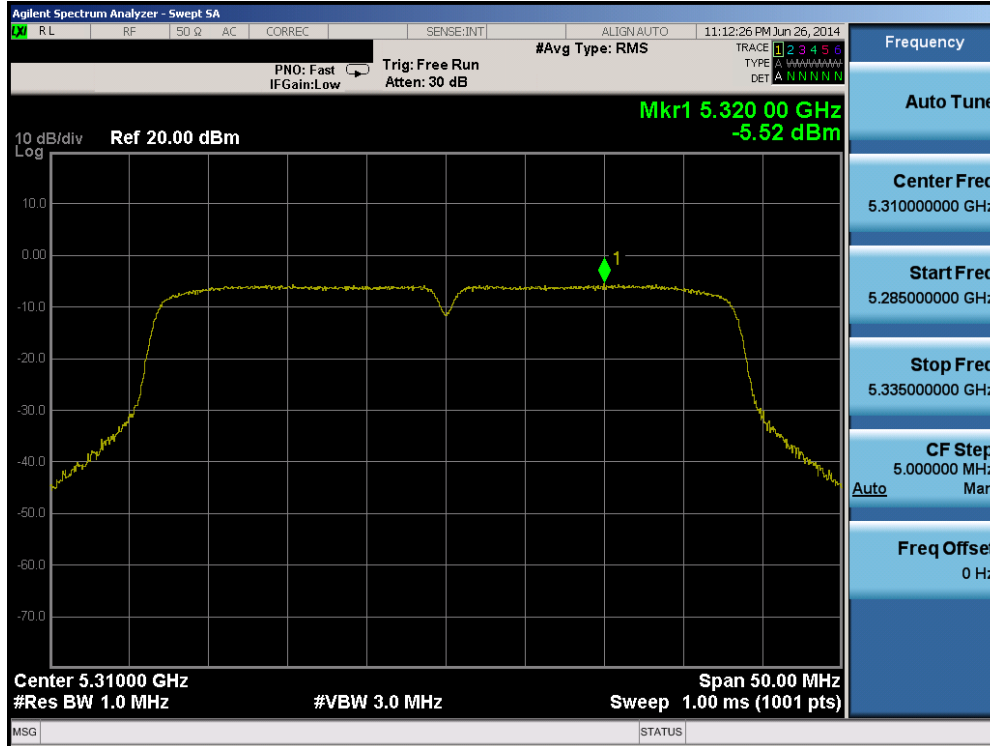 Agilent Spectrum Analyzer - Swept SA
LXI RL RF 50 Ω AC CORREC SENSE:INT ALIGN AUTO 11:12:26 PM Jun 26, 2014
#Avg Type: RMS
TRACE 1 2 3 4 5 6
PNO: Fast Trig: Free Run
TYPE A
IFGain:Low Atten: 30 dB
DET A N N N N N
Mkr1 5.320 00 GHz
-5.52 dBm
10 dB/div Ref 20.00 dBm
Log
10.0
0.00
1
-10.0
-20.0
-30.0
-40.0
-50.0
-60.0
-70.0
Center 5.31000 GHz Span 50.00 MHz
#Res BW 1.0 MHz #VBW 3.0 MHz Sweep 1.00 ms (1001 pts)
MSG STATUS
Frequency
Auto Tune
Center Freq
5.310000000 GHz
Start Freq
5.285000000 GHz
Stop Freq
5.335000000 GHz
CF Step
5.000000 MHz
Auto Man
Freq Offset
0 Hz